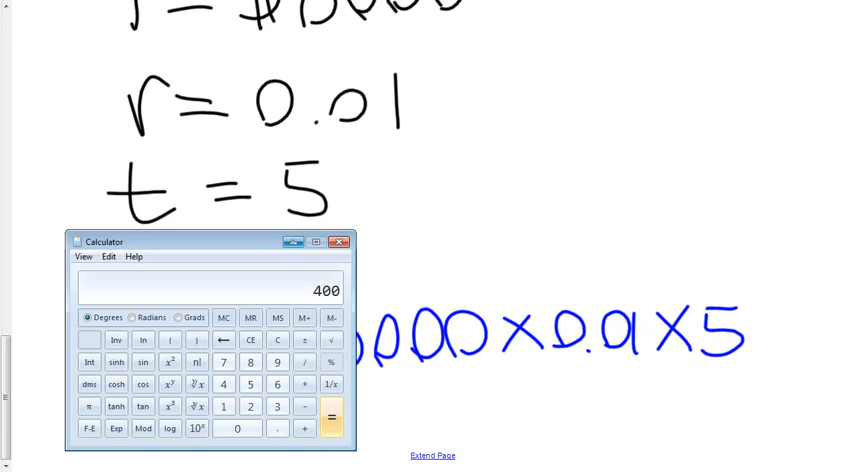 r = 0.01
t = 5
Calculator
View Edit Help
400
Degrees Radians Grads MC MR MS M+ M-
Inv ln ( ) ← CE C ± √
Int sinh sin x² n! 7 8 9 / %
dms cosh cos xʸ ʸ√x 4 5 6 * 1/x
π tanh tan x³ ³√x 1 2 3 - =
F-E Exp Mod log 10ˣ 0 . +
000 × 0.01 × 5
Extend Page